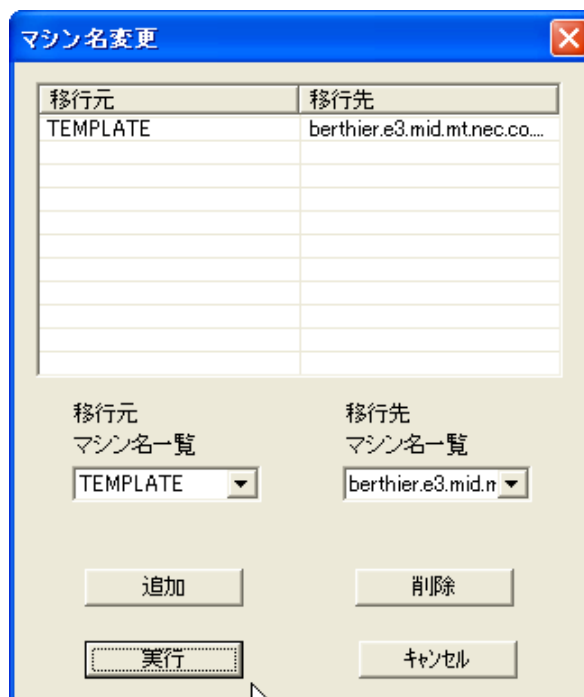 マシン名変更
移行元 移行先
TEMPLATE berthier.e3.mid.mt.nec.co....
移行元 移行先
マシン名一覧 マシン名一覧
TEMPLATE berthier.e3.mid.m
追加 削除
実行 キャンセル